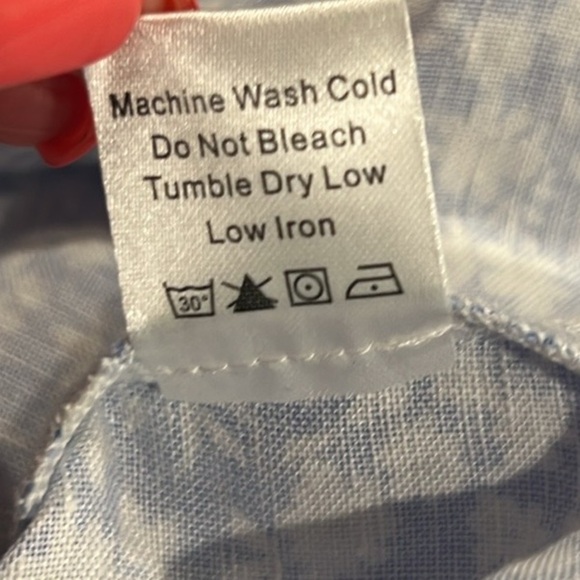 Machine Wash Cold
Do Not Bleach
Tumble Dry Low
Low Iron
30°